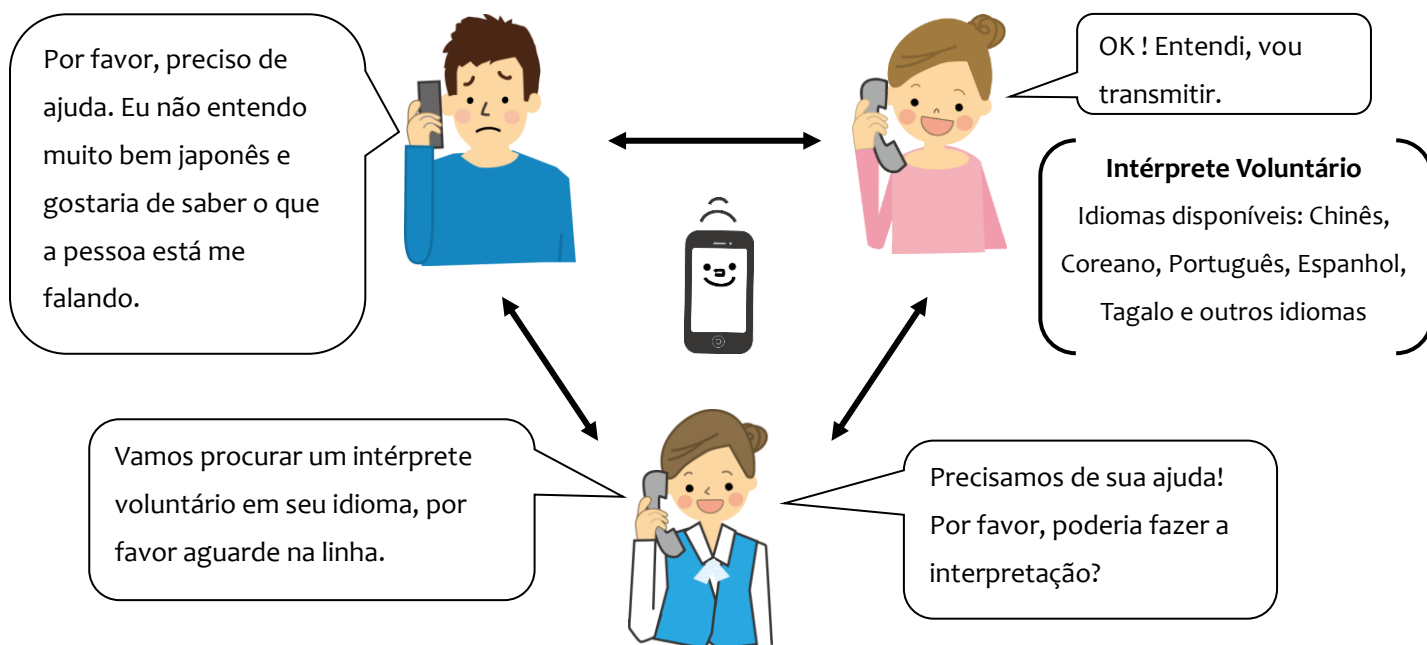 Por favor, preciso de
ajuda. Eu não entendo
muito bem japonês e
gostaria de saber o que
a pessoa está me
falando.
OK ! Entendi, vou
transmitir.
Intérprete Voluntário
Idiomas disponíveis: Chinês,
Coreano, Português, Espanhol,
Tagalo e outros idiomas
Vamos procurar um intérprete
voluntário em seu idioma, por
favor aguarde na linha.
Precisamos de sua ajuda!
Por favor, poderia fazer a
interpretação?